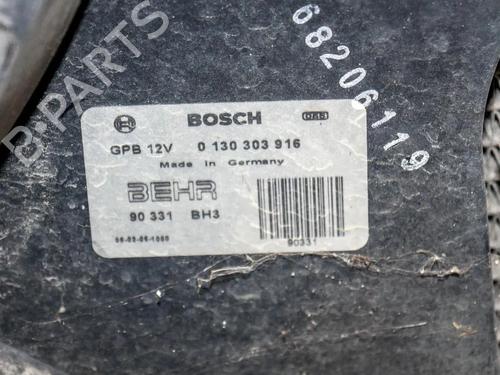 B-PARTS
68206119
BOSCH
GPB 12V 0 130 303 916
Made in Germany
BEHR
90 331 BH3
90331